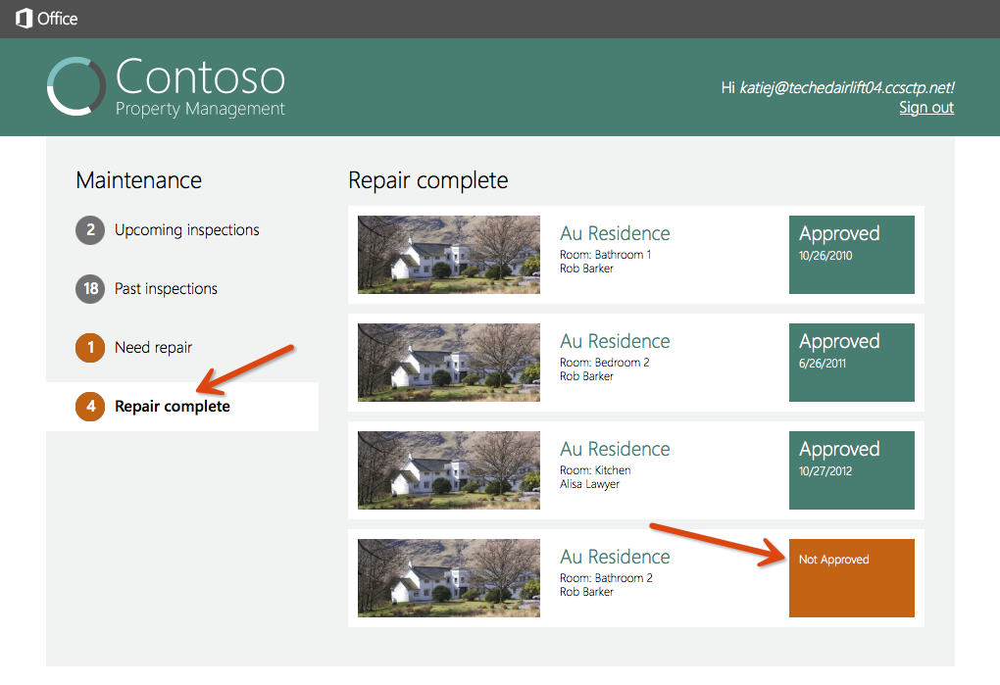 Office
Contoso
Property Management
Hi katiej@techedairlift04.ccsctp.net!
Sign out
Maintenance
2 Upcoming inspections
18 Past inspections
1 Need repair
4 Repair complete
Repair complete
Au Residence
Room: Bathroom 1
Rob Barker
Approved
10/26/2010
Au Residence
Room: Bedroom 2
Rob Barker
Approved
6/26/2011
Au Residence
Room: Kitchen
Alisa Lawyer
Approved
10/27/2012
Au Residence
Room: Bathroom 2
Rob Barker
Not Approved